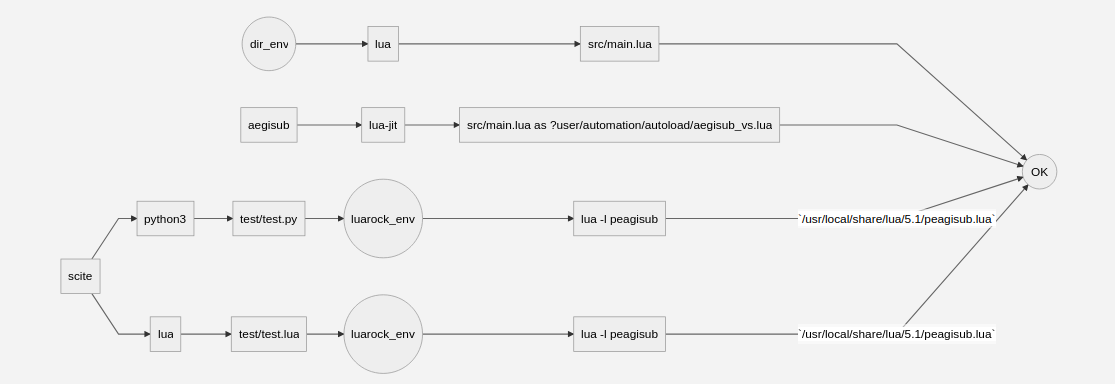 dir_env
lua
src/main.lua
aegisub
lua-jit
src/main.lua as ?user/automation/autoload/aegisub_vs.lua
OK
python3
test/test.py
luarock_env
lua -l peagisub
`/usr/local/share/lua/5.1/peagisub.lua`
scite
lua
test/test.lua
luarock_env
lua -l peagisub
`/usr/local/share/lua/5.1/peagisub.lua`